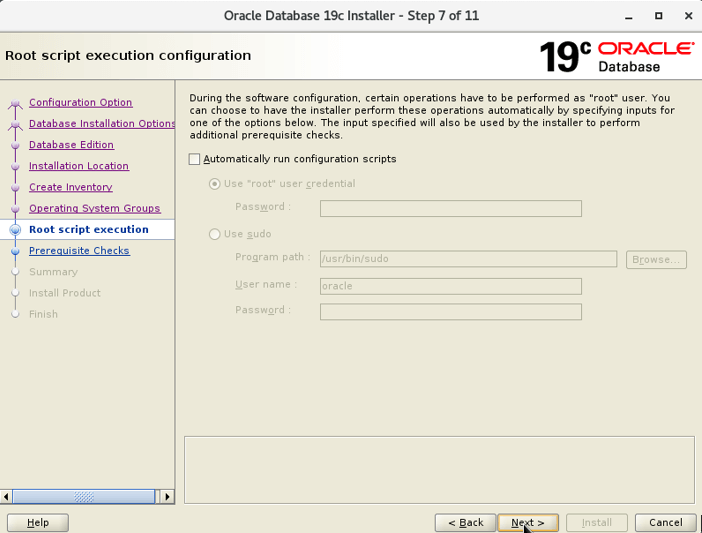 Oracle Database 19c Installer - Step 7 of 11
Root script execution configuration
19c ORACLE
Database
Configuration Option
Database Installation Options
Database Edition
Installation Location
Create Inventory
Operating System Groups
Root script execution
Prerequisite Checks
Summary
Install Product
Finish
During the software configuration, certain operations have to be performed as "root" user. You
can choose to have the installer perform these operations automatically by specifying inputs for
one of the options below. The input specified will also be used by the installer to perform
additional prerequisite checks.
Automatically run configuration scripts
Use "root" user credential
Password :
Use sudo
Program path : /usr/bin/sudo Browse...
User name : oracle
Password :
Help < Back Next > Install Cancel